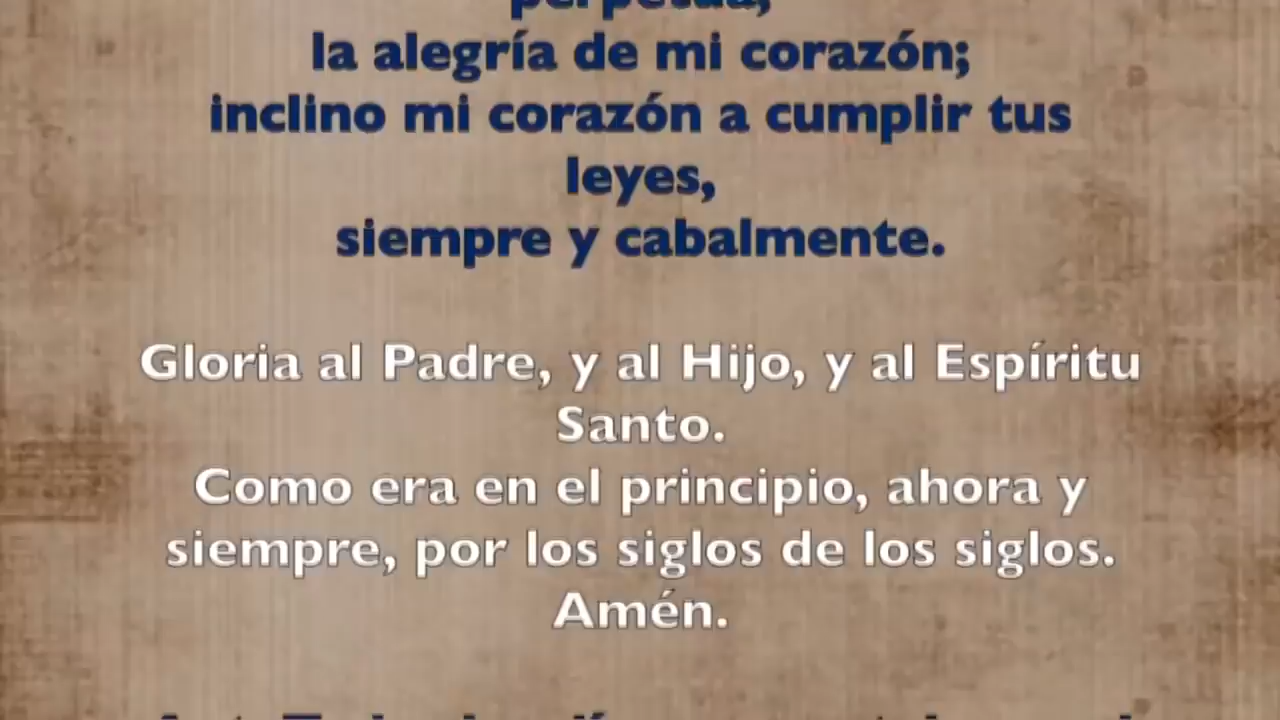 perpetua,
la alegría de mi corazón;
inclino mi corazón a cumplir tus
leyes,
siempre y cabalmente.
Gloria al Padre, y al Hijo, y al Espíritu
Santo.
Como era en el principio, ahora y
siempre, por los siglos de los siglos.
Amén.